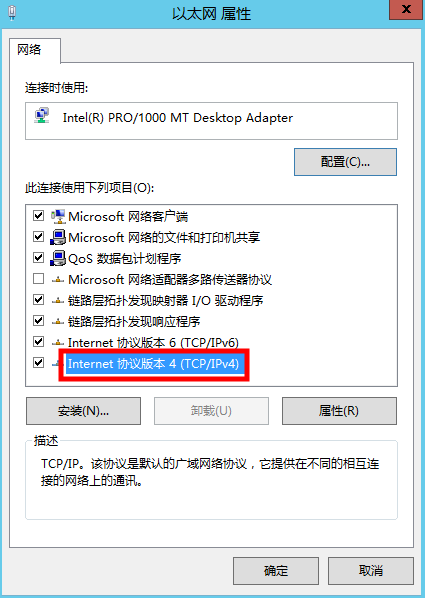 以太网 属性
x
网络
连接时使用:
Intel(R) PRO/1000 MT Desktop Adapter
配置(C)...
此连接使用下列项目(O):
Microsoft 网络客户端
Microsoft 网络的文件和打印机共享
QoS 数据包计划程序
Microsoft 网络适配器多路传送器协议
链路层拓扑发现映射器 I/O 驱动程序
链路层拓扑发现响应程序
Internet 协议版本 6 (TCP/IPv6)
Internet 协议版本 4 (TCP/IPv4)
安装(N)... 卸载(U) 属性(R)
描述
TCP/IP。该协议是默认的广域网络协议，它提供在不同的相互连
接的网络上的通讯。
确定 取消